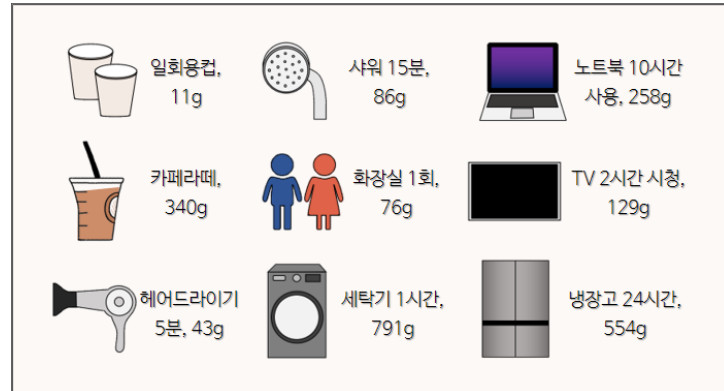 일회용컵,
11g
샤워 15분,
86g
노트북 10시간
사용, 258g
카페라떼,
340g
화장실 1회,
76g
TV 2시간 시청,
129g
헤어드라이기
5분, 43g
세탁기 1시간,
791g
냉장고 24시간,
554g